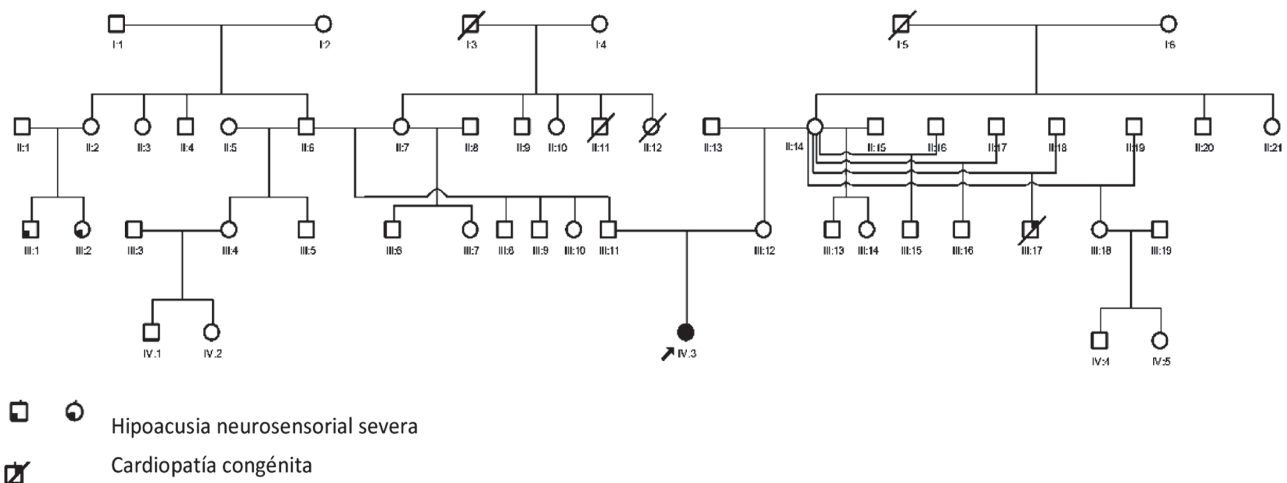 I:1 I:2 I:3 I:4 I:5 I:6
II:1 II:2 II:3 II:4 II:5 II:6 II:7 II:8 II:9 II:10 II:11 II:12 II:13 II:14 II:15 II:16 II:17 II:18 II:19 II:20 II:21
III:1 III:2 III:3 III:4 III:5 III:6 III:7 III:8 III:9 III:10 III:11 III:12 III:13 III:14 III:15 III:16 III:17 III:18 III:19
IV:1 IV:2 IV:3 IV:4 IV:5
Hipoacusia neurosensorial severa
Cardiopatía congénita